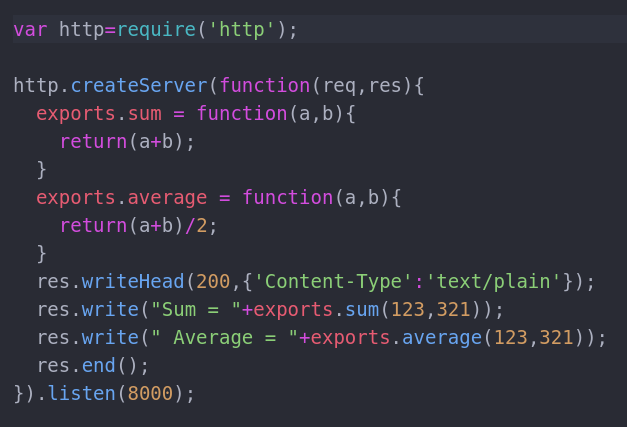 var http=require('http');

http.createServer(function(req,res){
  exports.sum = function(a,b){
    return(a+b);
  }
  exports.average = function(a,b){
    return(a+b)/2;
  }
  res.writeHead(200,{'Content-Type':'text/plain'});
  res.write("Sum = "+exports.sum(123,321));
  res.write(" Average = "+exports.average(123,321));
  res.end();
}).listen(8000);